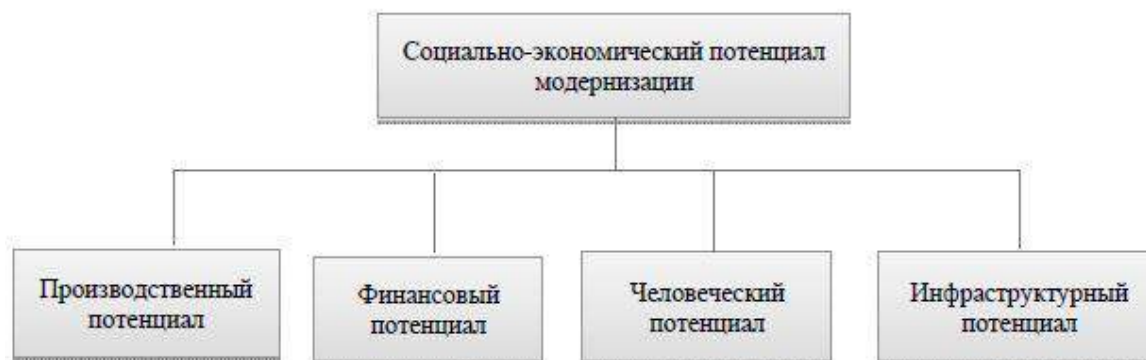 Социально-экономический потенциал
модернизации
Производственный
потенциал
Финансовый
потенциал
Человеческий
потенциал
Инфраструктурный
потенциал